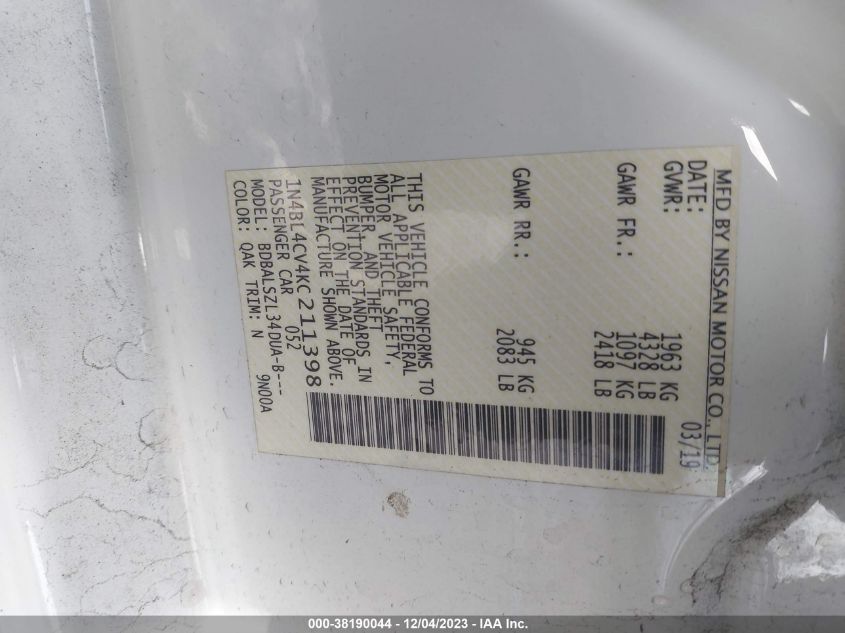 MFD BY NISSAN MOTOR CO., LTD.
DATE: 03/19
GVWR: 1963 KG
4328 LB
GAWR FR.: 1097 KG
2418 LB
GAWR RR.: 945 KG
2083 LB
THIS VEHICLE CONFORMS TO
ALL APPLICABLE FEDERAL
MOTOR VEHICLE SAFETY,
BUMPER, AND THEFT
PREVENTION STANDARDS IN
EFFECT ON THE DATE OF
MANUFACTURE SHOWN ABOVE.
1N4BL4CV4KC211398
PASSENGER CAR 052
MODEL: BDBALSZL34DUA-B---
COLOR: QAK TRIM: N 9N00A
000-38190044 - 12/04/2023 - IAA Inc.